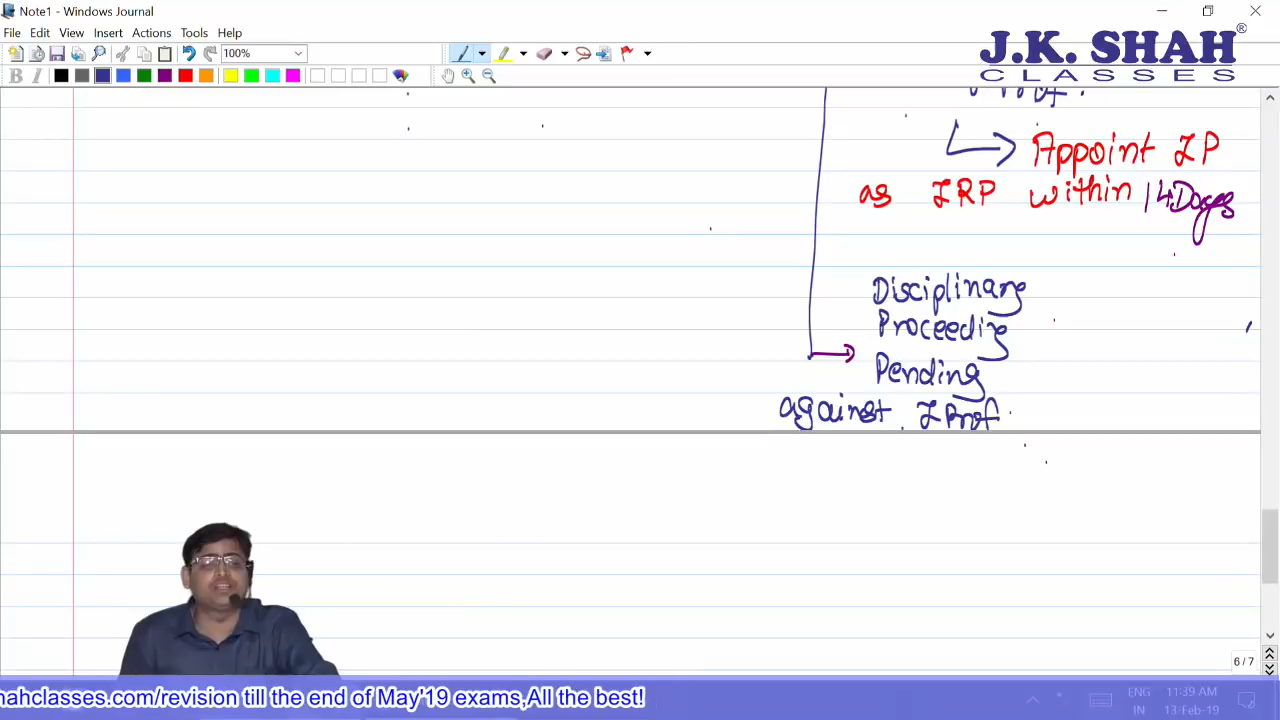 Note1 - Windows Journal
File Edit View Insert Actions Tools Help
100%
J.K. SHAH®
CLASSES
Appoint IP
as IRP within 14Days
Disciplinary
Proceeding
Pending
against IProf
6 / 7
hahclasses.com/revision till the end of May'19 exams,All the best!
ENG
IN
11:39 AM
13-Feb-19